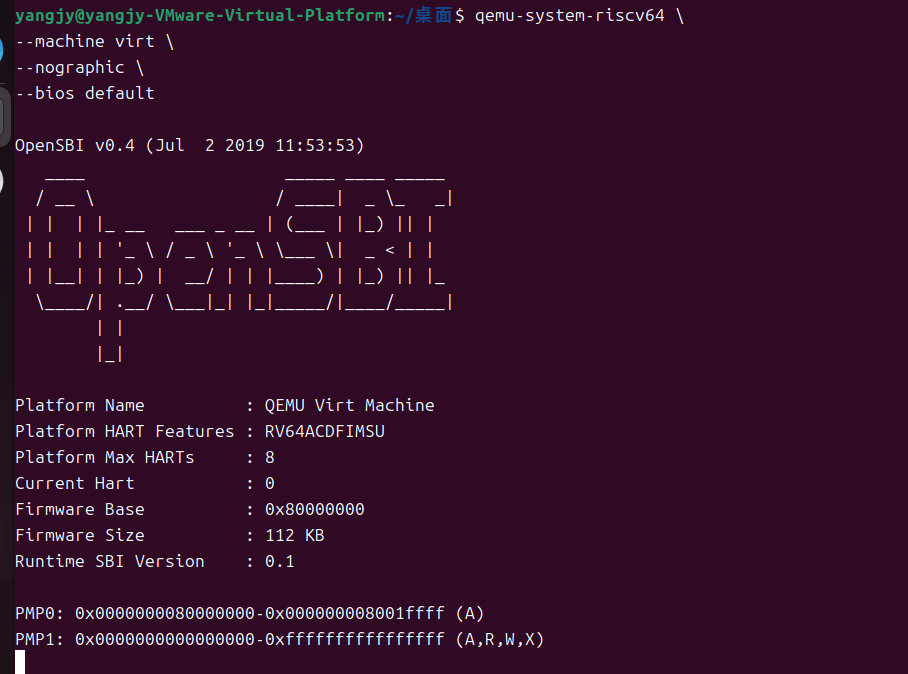 yangjy@yangjy-VMware-Virtual-Platform:~/桌面$ qemu-system-riscv64 \
--machine virt \
--nographic \
--bios default

OpenSBI v0.4 (Jul  2 2019 11:53:53)
   ____                    _____ ____ _____
  / __ \                  / ____|  _ \_   _|
 | |  | |_ __   ___ _ __ | (___ | |_) || |
 | |  | | '_ \ / _ \ '_ \ \___ \|  _ < | |
 | |__| | |_) |  __/ | | |____) | |_) || |_
  \____/| .__/ \___|_| |_|_____/|____/_____|
        | |
        |_|

Platform Name          : QEMU Virt Machine
Platform HART Features : RV64ACDFIMSU
Platform Max HARTs     : 8
Current Hart           : 0
Firmware Base          : 0x80000000
Firmware Size          : 112 KB
Runtime SBI Version    : 0.1

PMP0: 0x0000000080000000-0x000000008001ffff (A)
PMP1: 0x0000000000000000-0xffffffffffffffff (A,R,W,X)